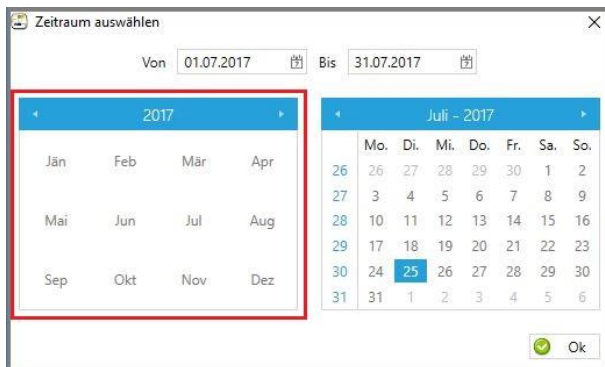 Zeitraum auswählen
Von 01.07.2017 Bis 31.07.2017
2017
Jän Feb Mär Apr
Mai Jun Jul Aug
Sep Okt Nov Dez
Juli - 2017
Mo. Di. Mi. Do. Fr. Sa. So.
26 26 27 28 29 30 1 2
27 3 4 5 6 7 8 9
28 10 11 12 13 14 15 16
29 17 18 19 20 21 22 23
30 24 25 26 27 28 29 30
31 31 1 2 3 4 5 6
Ok